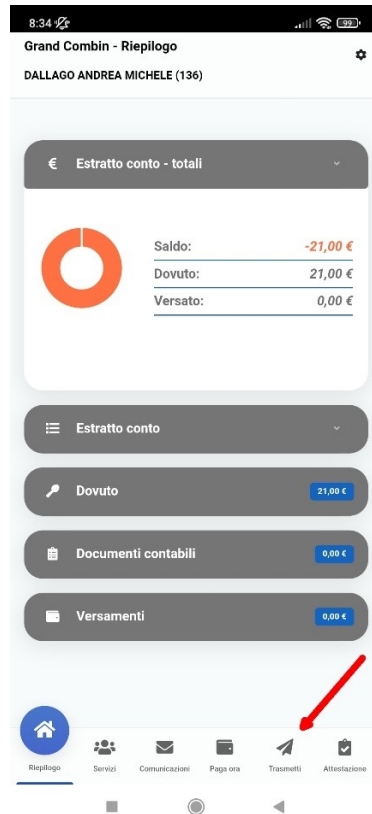 8:34
99
Grand Combin - Riepilogo
DALLAGO ANDREA MICHELE (136)
€ Estratto conto - totali
Saldo: -21,00 €
Dovuto: 21,00 €
Versato: 0,00 €
Estratto conto
Dovuto 21,00 €
Documenti contabili 0,00 €
Versamenti 0,00 €
Riepilogo Servizi Comunicazioni Paga ora Trasmetti Attestazione